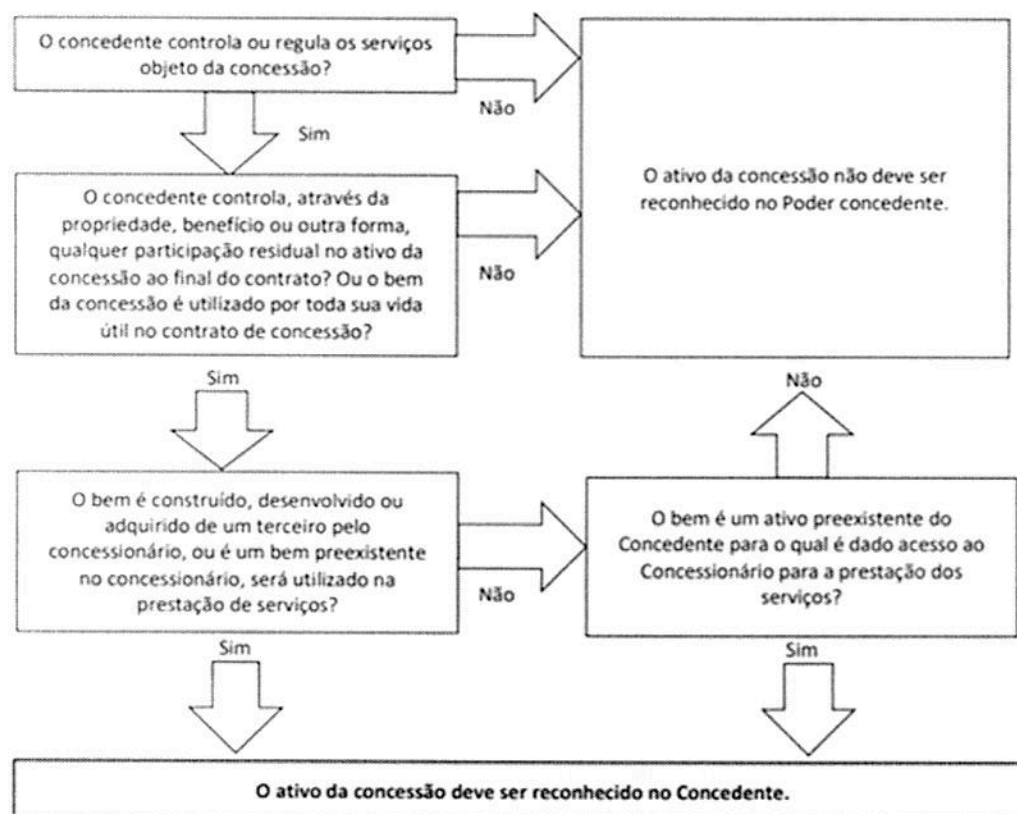 O concedente controla ou regula os serviços
objeto da concessão?
Não
Sim
O ativo da concessão não deve ser
reconhecido no Poder concedente.
O concedente controla, através da
propriedade, benefício ou outra forma,
qualquer participação residual no ativo da
concessão ao final do contrato? Ou o bem
da concessão é utilizado por toda sua vida
útil no contrato de concessão?
Não
Sim
Não
O bem é construído, desenvolvido ou
adquirido de um terceiro pelo
concessionário, ou é um bem preexistente
no concessionário, será utilizado na
prestação de serviços?
Não
O bem é um ativo preexistente do
Concedente para o qual é dado acesso ao
Concessionário para a prestação dos
serviços?
Sim
Sim
O ativo da concessão deve ser reconhecido no Concedente.